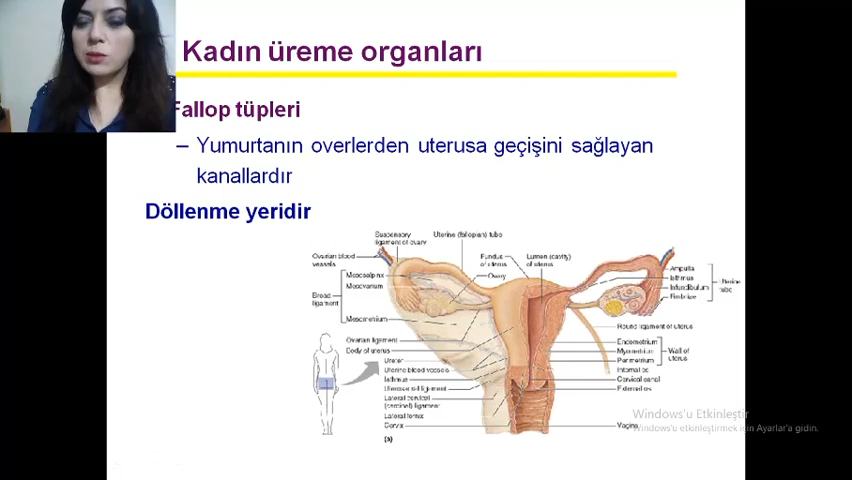 Kadın üreme organları
Fallop tüpleri
– Yumurtanın overlerden uterusa geçişini sağlayan
kanallardır
Döllenme yeridir
Suspensory
ligament of ovary
Uterine (fallopian) tube
Ovarian blood
vessels
Fundus
of uterus
Lumen (cavity)
of uterus
Mesosalpinx
Ovary
Mesovarium
Broad
ligament
Mesometrium
Ampulla
Isthmus
Infundibulum
Fimbriae
Uterine
tube
Round ligament of uterus
Ovarian ligament
Body of uterus
Ureter
Uterine blood vessels
Isthmus
Uterosacral ligament
Lateral cervical
(cardinal) ligament
Lateral fornix
Cervix
Endometrium
Myometrium
Perimetrium
Wall of
uterus
Internal os
Cervical canal
External os
Vagina
(a)
Windows'u Etkinleştir
Windows'u etkinleştirmek için Ayarlar'a gidin.